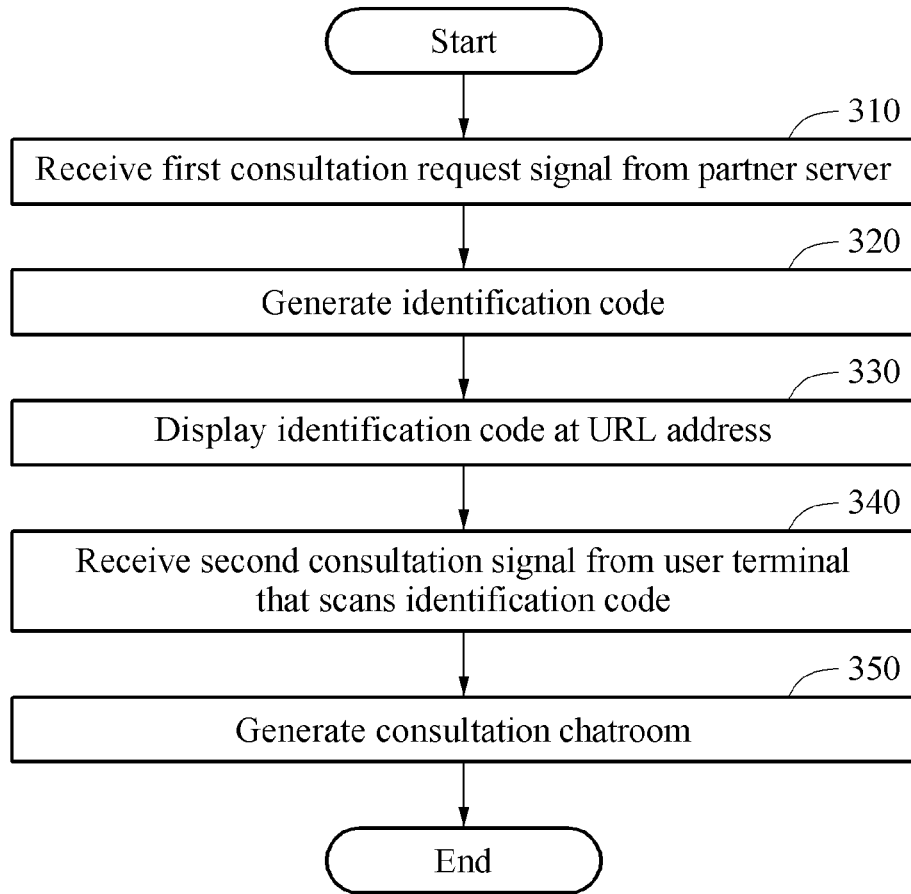 Start
310
Receive first consultation request signal from partner server
320
Generate identification code
330
Display identification code at URL address
340
Receive second consultation signal from user terminal
that scans identification code
350
Generate consultation chatroom
End